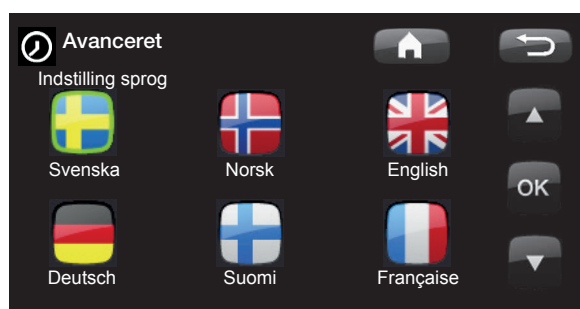 Avanceret
Indstilling sprog
Svenska Norsk English
OK
Deutsch Suomi Française